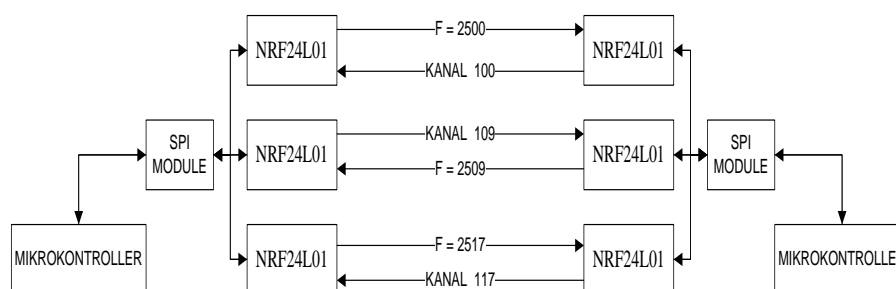 NRF24L01
F = 2500
NRF24L01
KANAL 100
SPI
MODULE
NRF24L01
KANAL 109
NRF24L01
SPI
MODULE
F = 2509
MIKROKONTROLLER
NRF24L01
F = 2517
NRF24L01
MIKROKONTROLLE
KANAL 117